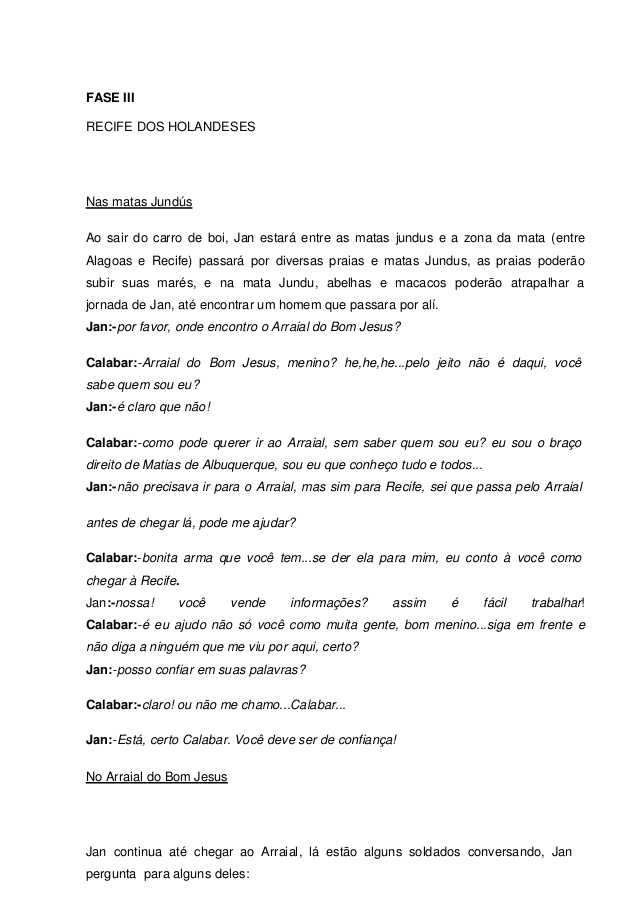 FASE III
RECIFE DOS HOLANDESES
Nas matas Jundús
Ao sair do carro de boi, Jan estará entre as matas jundus e a zona da mata (entre
Alagoas e Recife) passará por diversas praias e matas Jundus, as praias poderão
subir suas marés, e na mata Jundu, abelhas e macacos poderão atrapalhar a
jornada de Jan, até encontrar um homem que passara por alí.
Jan:-por favor, onde encontro o Arraial do Bom Jesus?
Calabar:-Arraial do Bom Jesus, menino? he,he,he...pelo jeito não é daqui, você
sabe quem sou eu?
Jan:-é claro que não!
Calabar:-como pode querer ir ao Arraial, sem saber quem sou eu? eu sou o braço
direito de Matias de Albuquerque, sou eu que conheço tudo e todos...
Jan:-não precisava ir para o Arraial, mas sim para Recife, sei que passa pelo Arraial
antes de chegar lá, pode me ajudar?
Calabar:-bonita arma que você tem...se der ela para mim, eu conto à você como
chegar à Recife.
Jan:-nossa! você vende informações? assim é fácil trabalhar!
Calabar:-é eu ajudo não só você como muita gente, bom menino...siga em frente e
não diga a ninguém que me viu por aqui, certo?
Jan:-posso confiar em suas palavras?
Calabar:-claro! ou não me chamo...Calabar...
Jan:-Está, certo Calabar. Você deve ser de confiança!
No Arraial do Bom Jesus
Jan continua até chegar ao Arraial, lá estão alguns soldados conversando, Jan
pergunta para alguns deles: